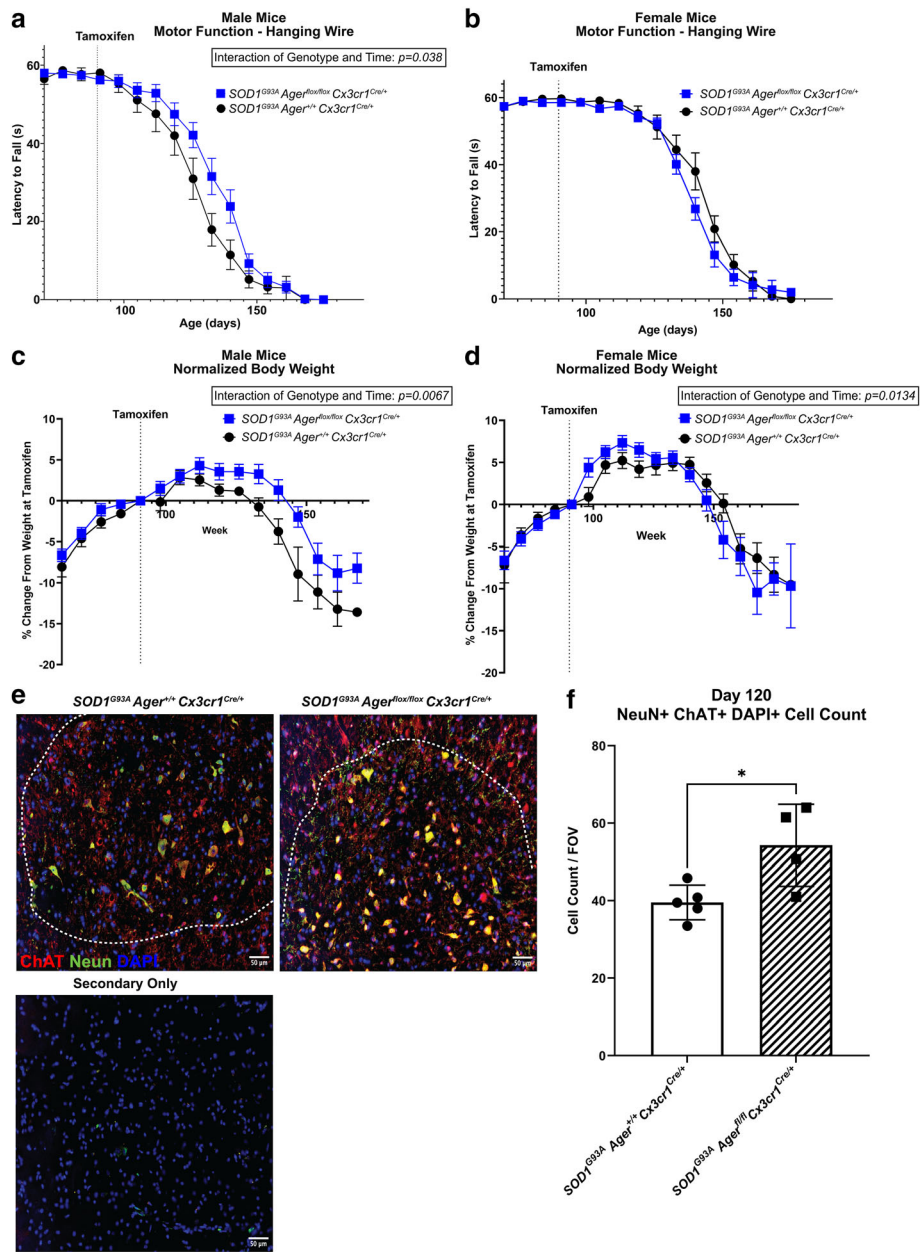 a
Male Mice
Motor Function - Hanging Wire
Interaction of Genotype and Time: p=0.038
Tamoxifen
SOD1G93A Agerflox/flox Cx3cr1Cre/+
SOD1G93A Ager+/+ Cx3cr1Cre/+
Latency to Fall (s)
60
40
20
0
100
150
Age (days)
b
Female Mice
Motor Function - Hanging Wire
Tamoxifen
SOD1G93A Agerflox/flox Cx3cr1Cre/+
SOD1G93A Ager+/+ Cx3cr1Cre/+
Latency to Fall (s)
80
60
40
20
0
100
150
Age (days)
c
Male Mice
Normalized Body Weight
Interaction of Genotype and Time: p=0.0067
Tamoxifen
SOD1G93A Agerflox/flox Cx3cr1Cre/+
SOD1G93A Ager+/+ Cx3cr1Cre/+
% Change From Weight at Tamoxifen
10
5
0
-5
-10
-15
-20
100
150
Week
d
Female Mice
Normalized Body Weight
Interaction of Genotype and Time: p=0.0134
Tamoxifen
SOD1G93A Agerflox/flox Cx3cr1Cre/+
SOD1G93A Ager+/+ Cx3cr1Cre/+
% Change From Weight at Tamoxifen
15
10
5
0
-5
-10
-15
-20
100
150
Week
e
SOD1G93A Ager+/+ Cx3cr1Cre/+
SOD1G93A Agerflox/flox Cx3cr1Cre/+
ChAT Neun DAPI
50 µm
50 µm
Secondary Only
50 µm
f
Day 120
NeuN+ ChAT+ DAPI+ Cell Count
*
Cell Count / FOV
80
60
40
20
0
SOD1G93A Ager+/+ Cx3cr1Cre/+
SOD1G93A Agerfl/fl Cx3cr1Cre/+